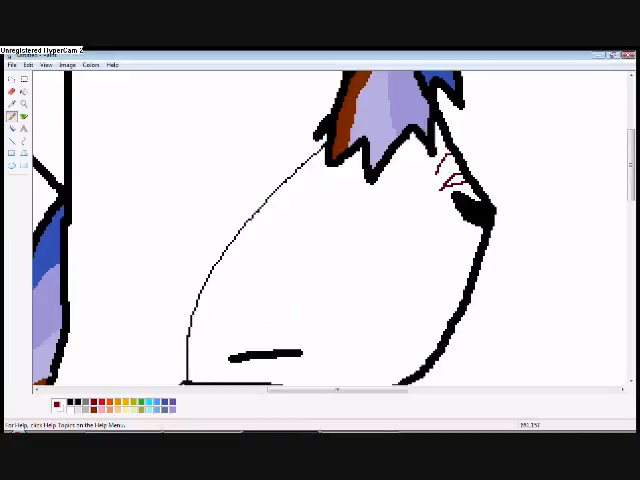 Unregistered HyperCam 2
File Edit View Image Colors Help
For Help, click Help Topics on the Help Menu.